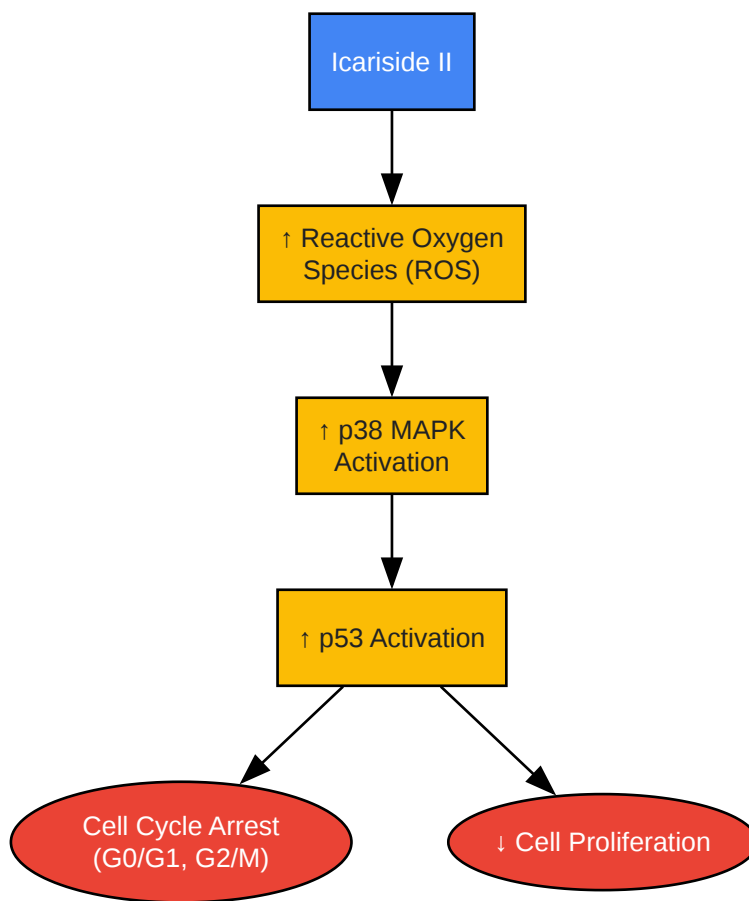 Icariside II
↑ Reactive Oxygen
Species (ROS)
↑ p38 MAPK
Activation
↑ p53 Activation
Cell Cycle Arrest
(G0/G1, G2/M)
↓ Cell Proliferation